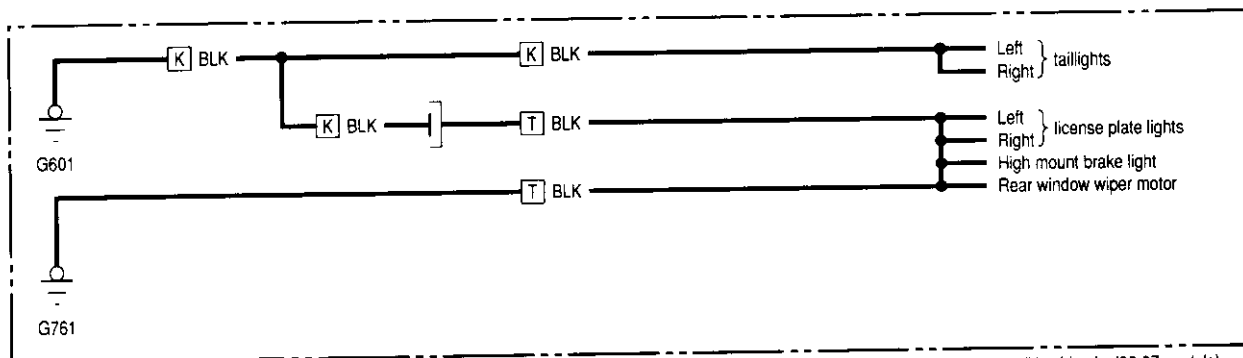 K BLK K BLK Left } taillights
Right
K BLK T BLK Left } license plate lights
Right
G601 High mount brake light
T BLK Rear window wiper motor
G761